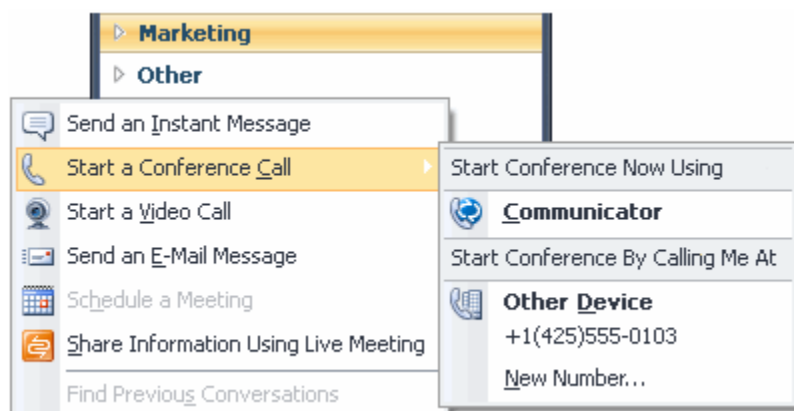 Marketing
Other
Send an Instant Message
Start a Conference Call
Start a Video Call
Send an E-Mail Message
Schedule a Meeting
Share Information Using Live Meeting
Find Previous Conversations
Start Conference Now Using
Communicator
Start Conference By Calling Me At
Other Device
+1(425)555-0103
New Number...